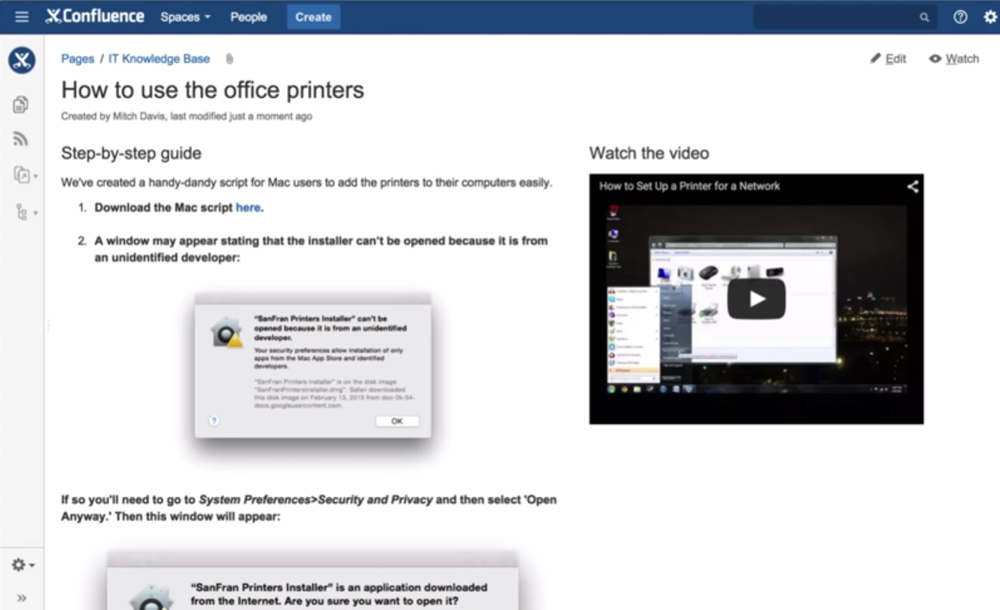 Confluence Spaces People Create
Pages / IT Knowledge Base
Edit Watch
How to use the office printers
Created by Mitch Davis, last modified just a moment ago
Step-by-step guide
We've created a handy-dandy script for Mac users to add the printers to their computers easily.
1. Download the Mac script here.
2. A window may appear stating that the installer can't be opened because it is from
an unidentified developer:
"SanFran Printers Installer" can't be
opened because it is from an unidentified
developer.
Your security preferences allow installation of only
apps from the Mac App Store and identified
developers.
"SanFran Printers Installer" is on the disk image
"SanFranPrintersInstaller.dmg". Safari downloaded
this disk image on February 13, 2015 from doc-0k-54-
docs.googleusercontent.com.
? OK
If so you'll need to go to System Preferences>Security and Privacy and then select 'Open
Anyway.' Then this window will appear:
"SanFran Printers Installer" is an application downloaded
from the Internet. Are you sure you want to open it?
Watch the video
How to Set Up a Printer for a Network